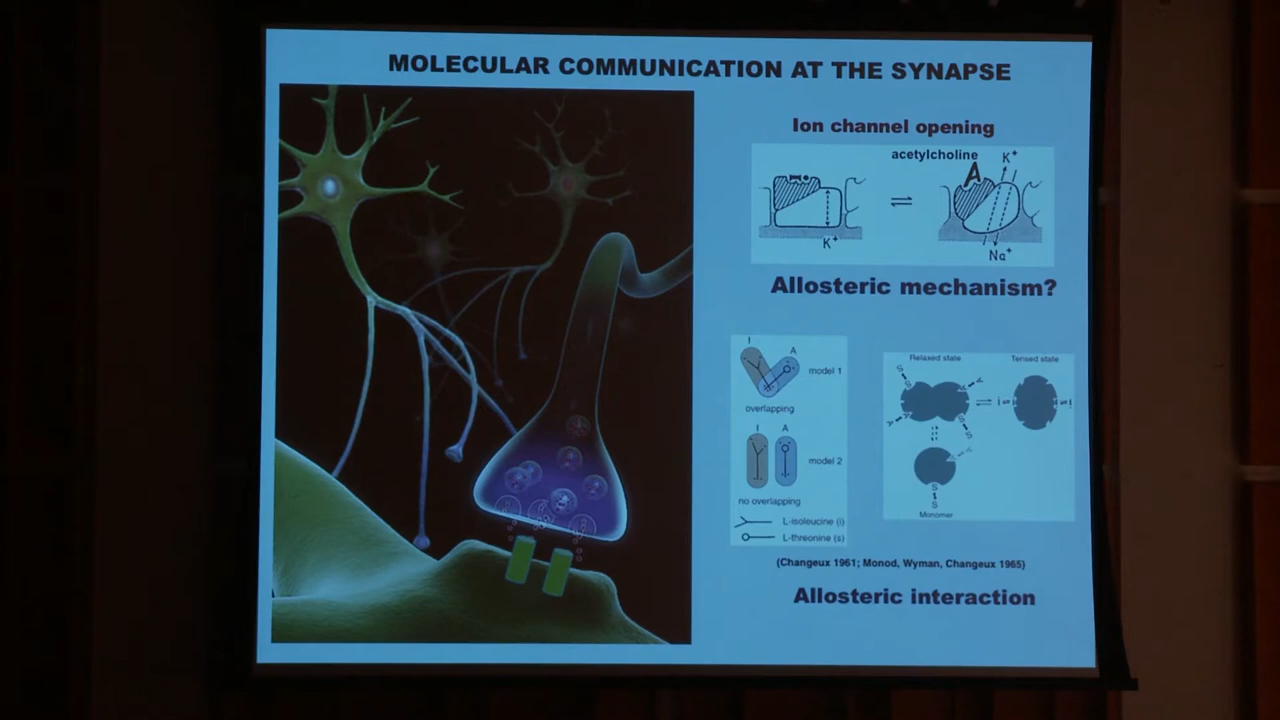 MOLECULAR COMMUNICATION AT THE SYNAPSE
Ion channel opening
acetylcholine
K+
A
K+
Na+
Allosteric mechanism?
I
A
model 1
overlapping
I
A
model 2
no overlapping
L-isoleucine (i)
L-threonine (s)
Relaxed state
Tensed state
S
S
A
A
S
S
i
i
A
S
S
Monomer
(Changeux 1961; Monod, Wyman, Changeux 1965)
Allosteric interaction